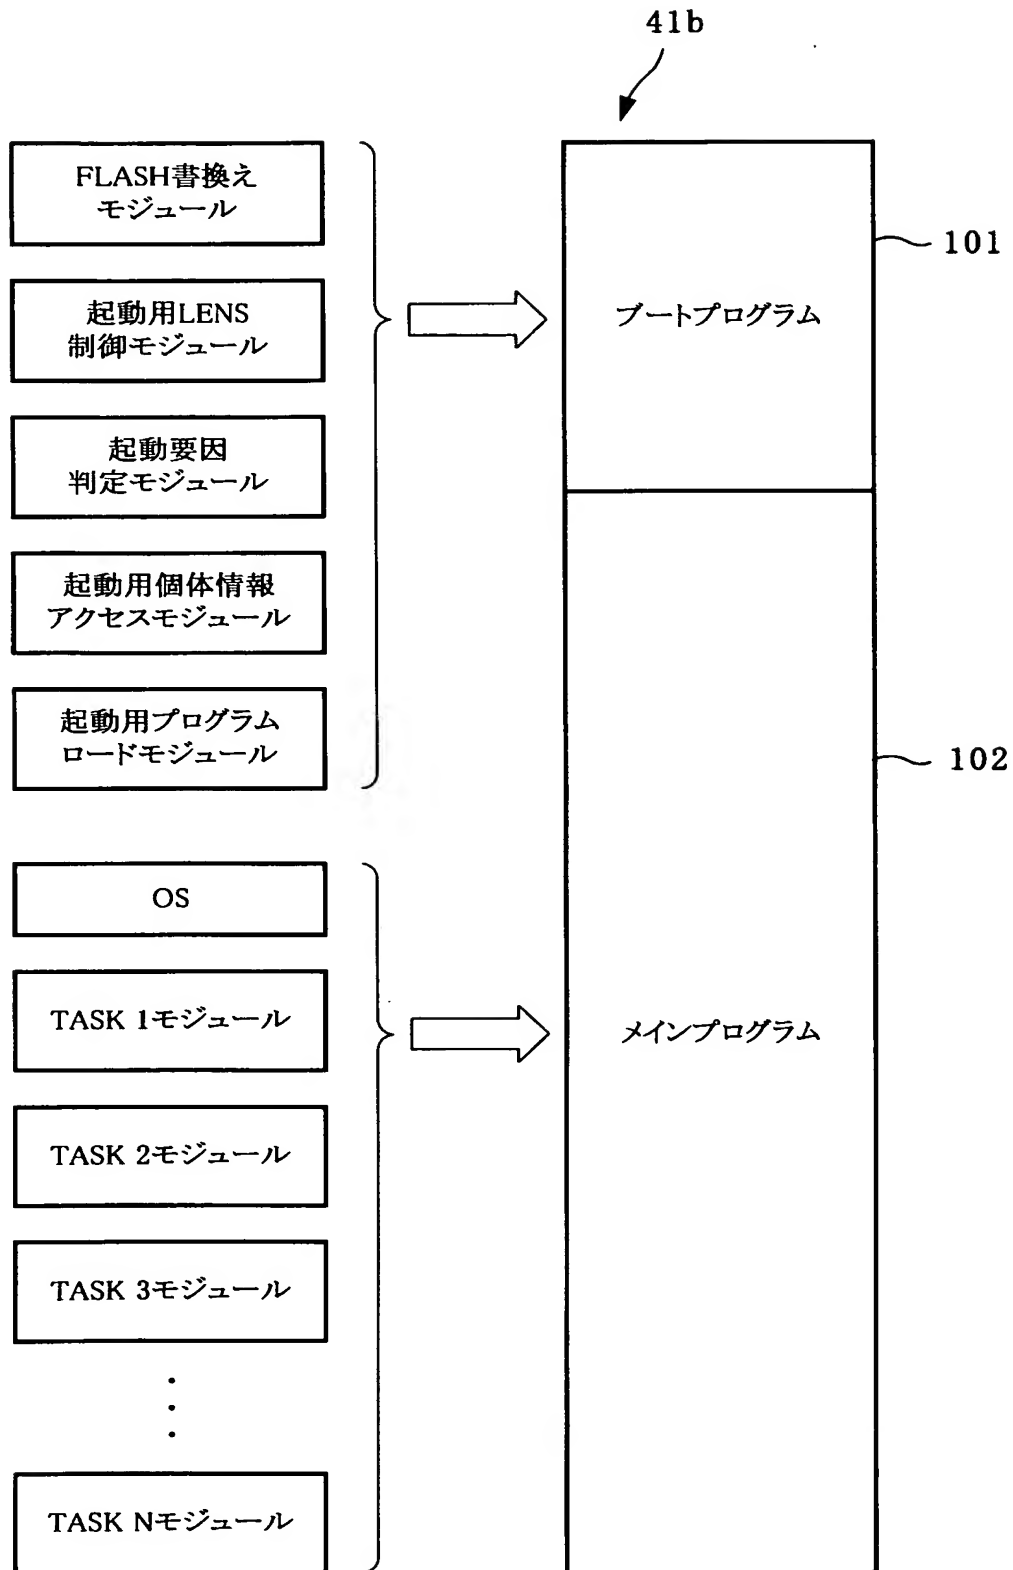 41b
FLASH書換え
モジュール
起動用LENS
制御モジュール
起動要因
判定モジュール
起動用個体情報
アクセスモジュール
起動用プログラム
ロードモジュール
ブートプログラム
101
OS
TASK 1モジュール
TASK 2モジュール
TASK 3モジュール
TASK Nモジュール
メインプログラム
102